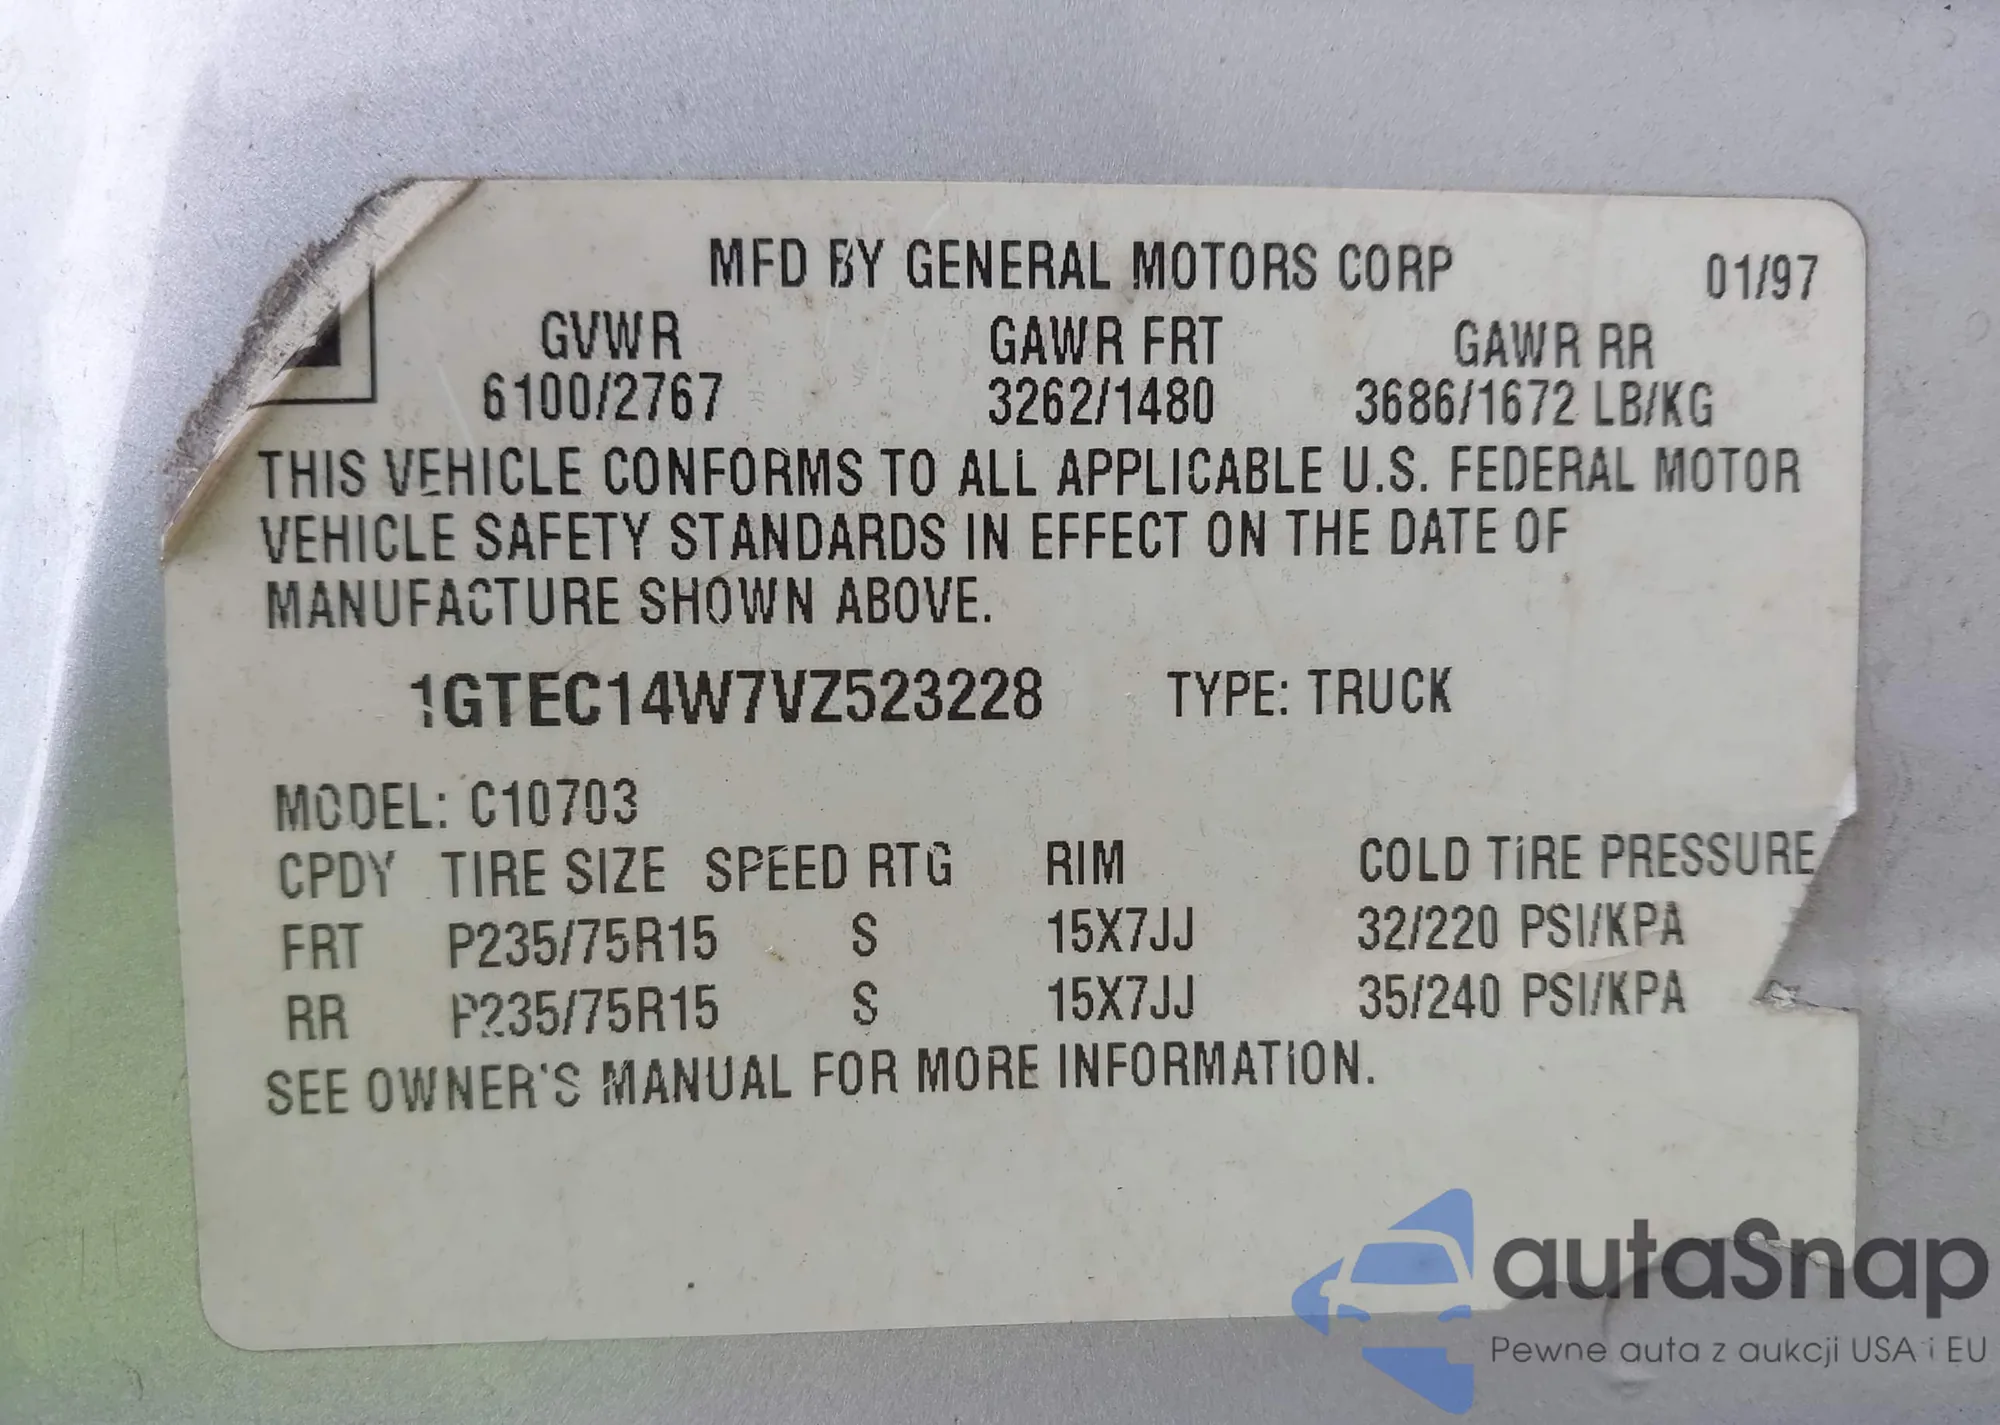 MFD BY GENERAL MOTORS CORP 01/97
GVWR GAWR FRT GAWR RR
6100/2767 3262/1480 3686/1672 LB/KG
THIS VEHICLE CONFORMS TO ALL APPLICABLE U.S. FEDERAL MOTOR
VEHICLE SAFETY STANDARDS IN EFFECT ON THE DATE OF
MANUFACTURE SHOWN ABOVE.
1GTEC14W7VZ523228 TYPE: TRUCK
MODEL: C10703
CPDY TIRE SIZE SPEED RTG RIM COLD TIRE PRESSURE
FRT P235/75R15 S 15X7JJ 32/220 PSI/KPA
RR P235/75R15 S 15X7JJ 35/240 PSI/KPA
SEE OWNER'S MANUAL FOR MORE INFORMATION.
autaSnap
Pewne auta z aukcji USA i EU